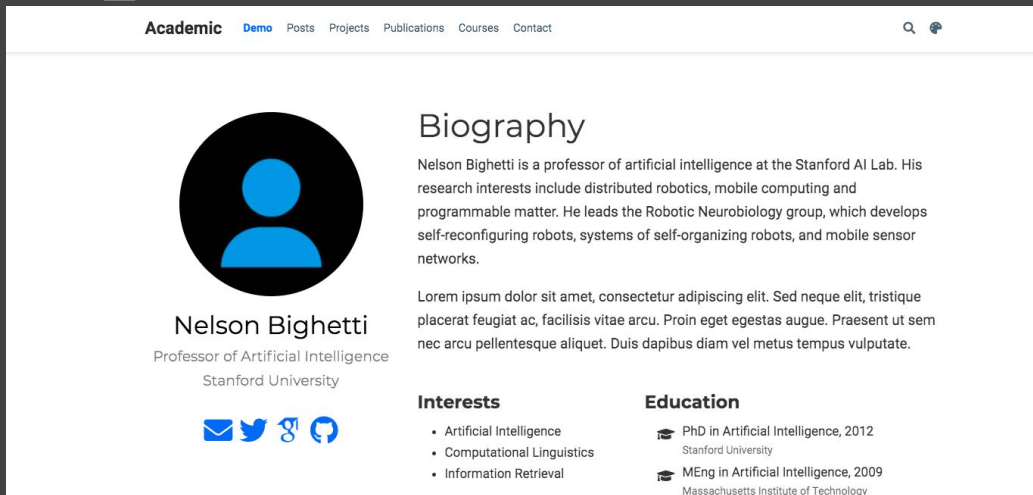 Academic Demo Posts Projects Publications Courses Contact
Nelson Bighetti
Professor of Artificial Intelligence
Stanford University
Biography
Nelson Bighetti is a professor of artificial intelligence at the Stanford AI Lab. His
research interests include distributed robotics, mobile computing and
programmable matter. He leads the Robotic Neurobiology group, which develops
self-reconfiguring robots, systems of self-organizing robots, and mobile sensor
networks.
Lorem ipsum dolor sit amet, consectetur adipiscing elit. Sed neque elit, tristique
placerat feugiat ac, facilisis vitae arcu. Proin eget egestas augue. Praesent ut sem
nec arcu pellentesque aliquet. Duis dapibus diam vel metus tempus vulputate.
Interests
• Artificial Intelligence
• Computational Linguistics
• Information Retrieval
Education
PhD in Artificial Intelligence, 2012
Stanford University
MEng in Artificial Intelligence, 2009
Massachusetts Institute of Technology